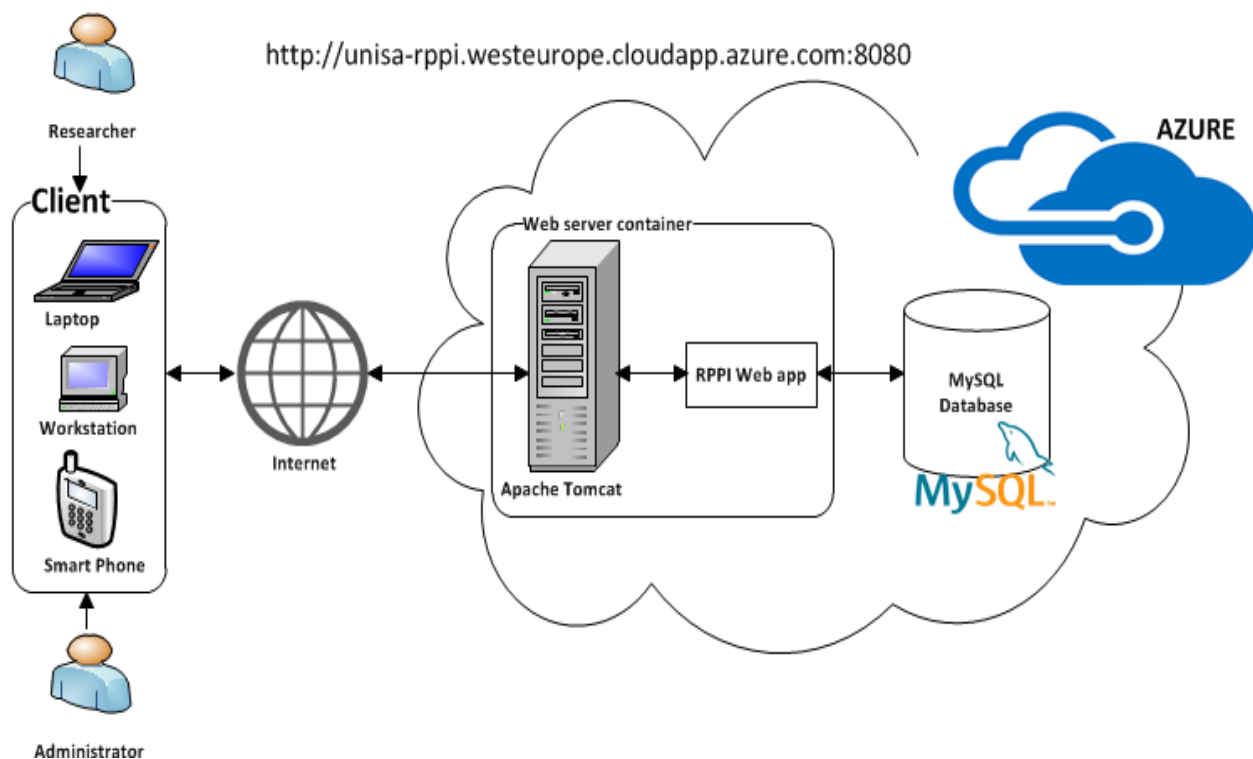 Researcher
http://unisa-rppi.westeurope.cloudapp.azure.com:8080
AZURE
Client
Laptop
Workstation
Smart Phone
Administrator
Internet
Web server container
Apache Tomcat
RPPI Web app
MySQL
Database
MySQL™